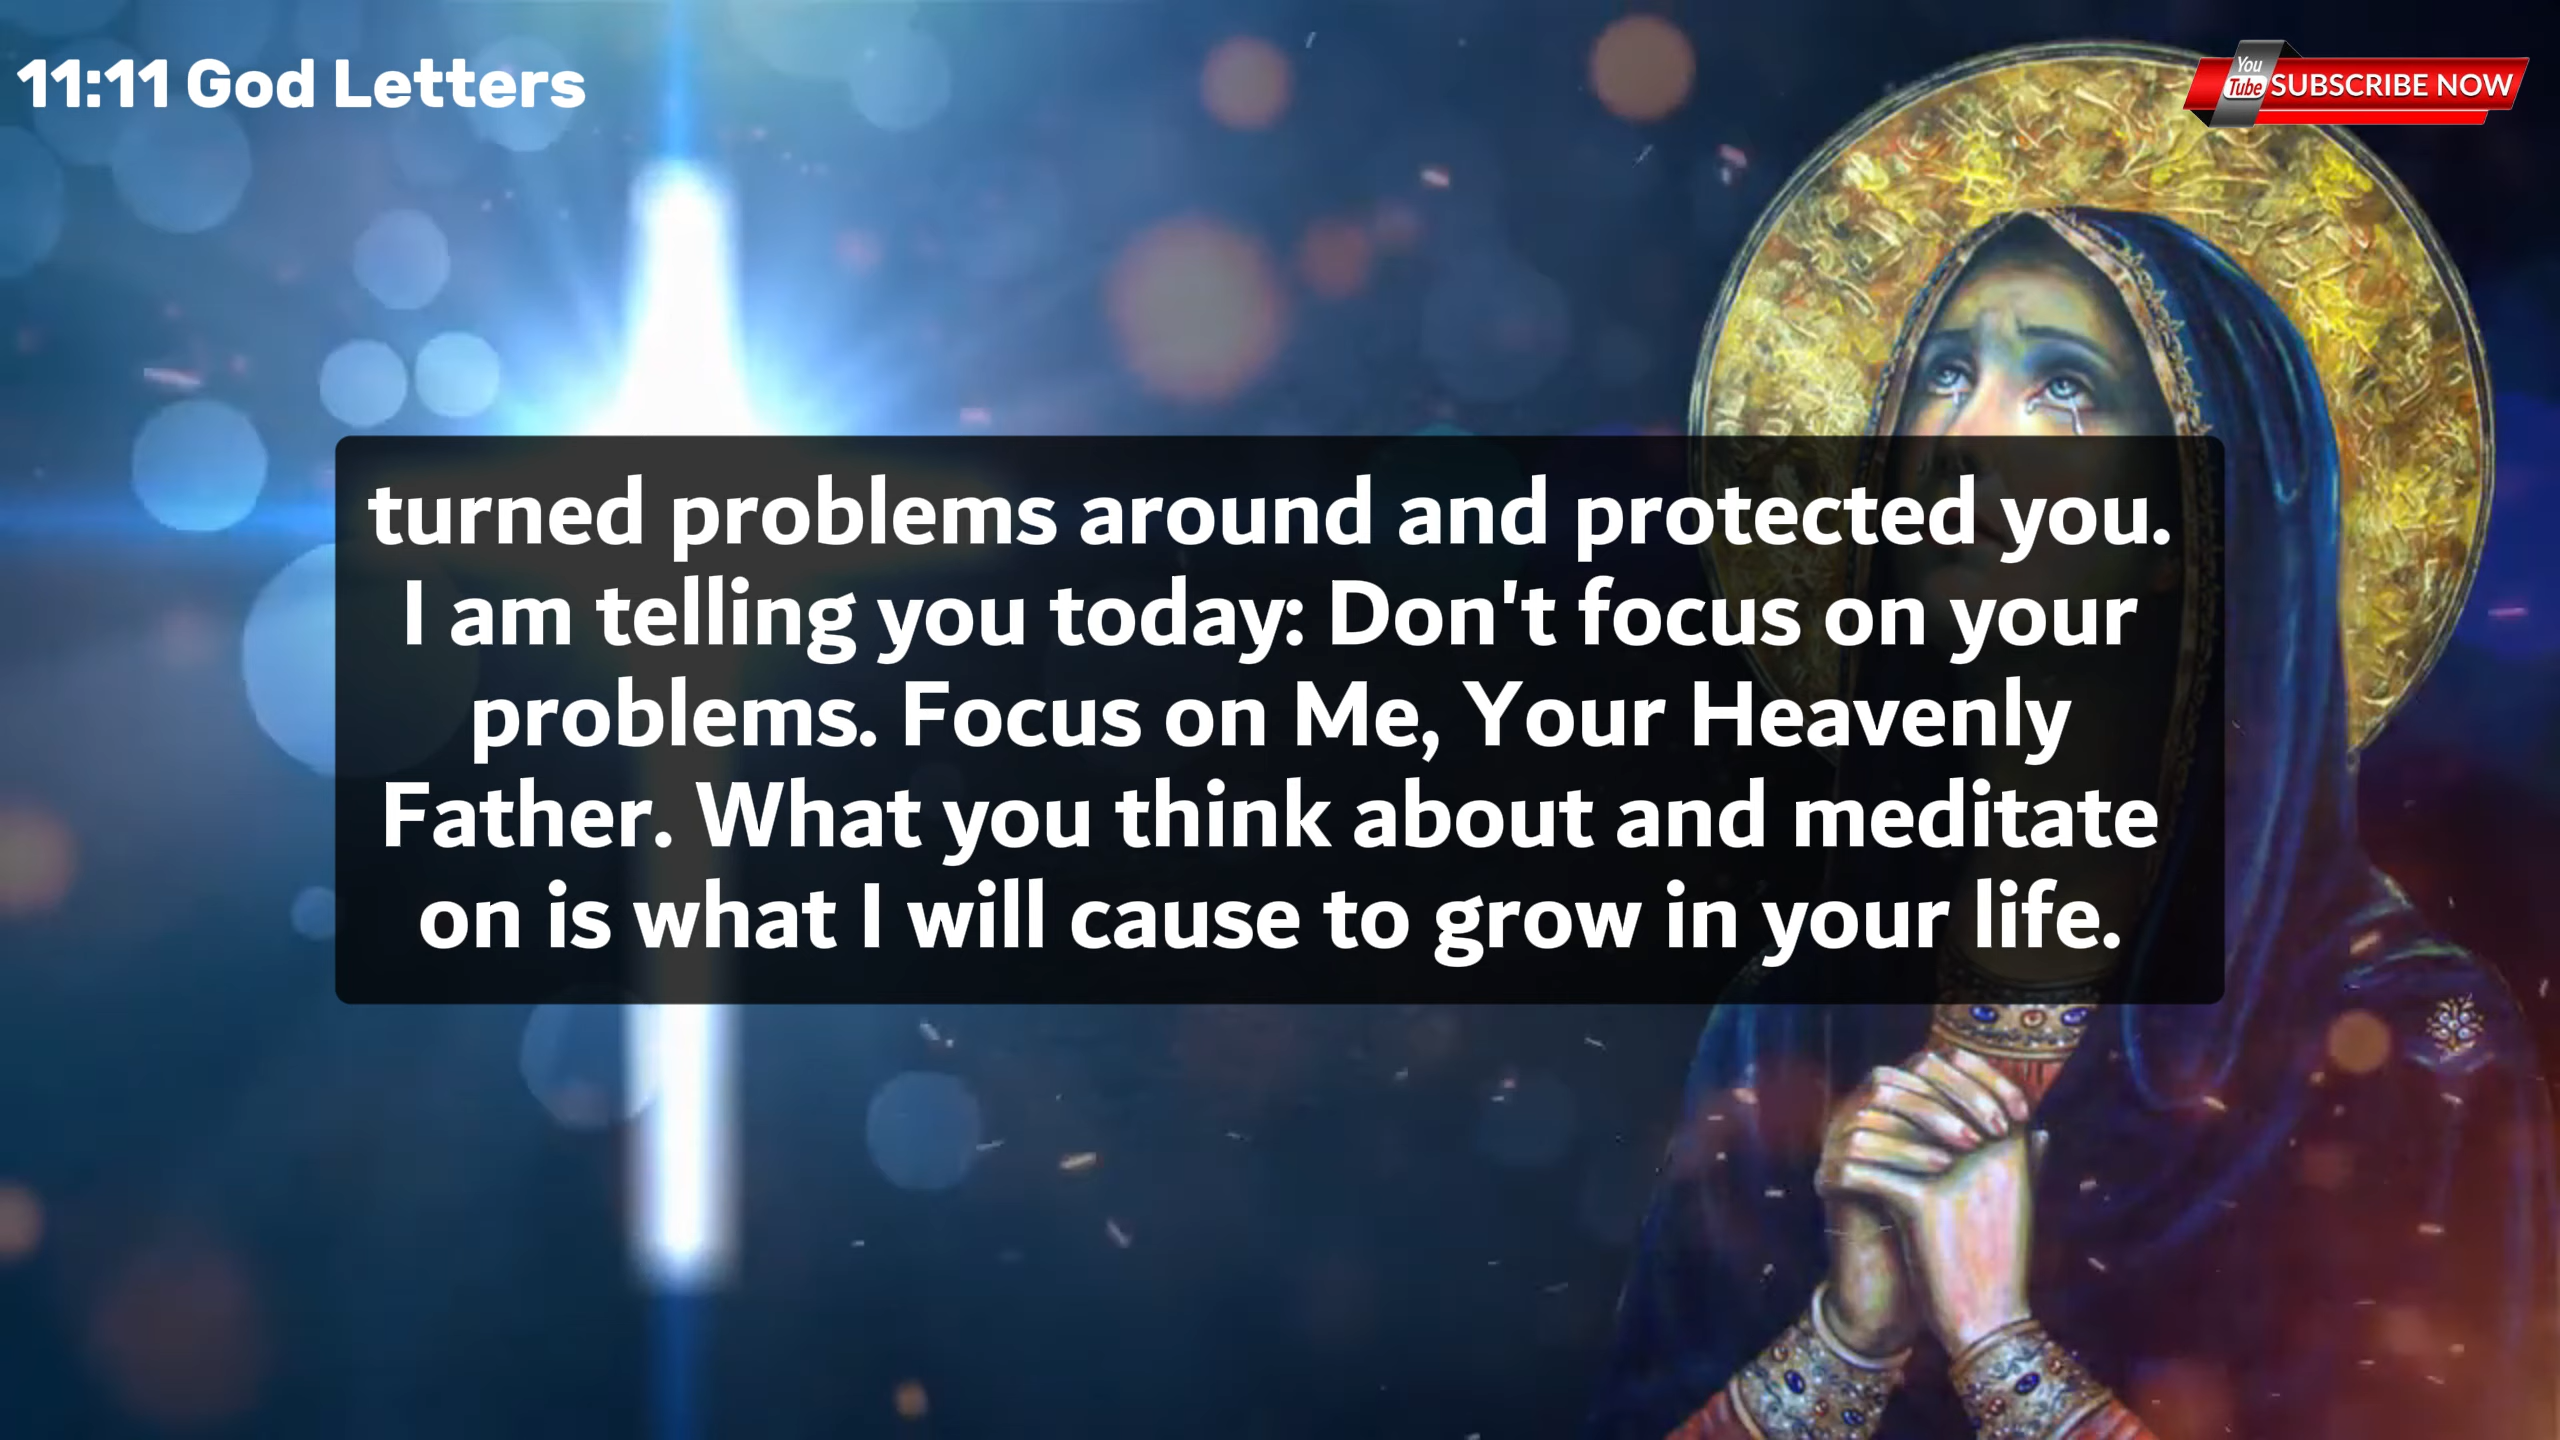 11:11 God Letters
You
Tube
SUBSCRIBE NOW
turned problems around and protected you.
I am telling you today: Don't focus on your
problems. Focus on Me, Your Heavenly
Father. What you think about and meditate
on is what I will cause to grow in your life.